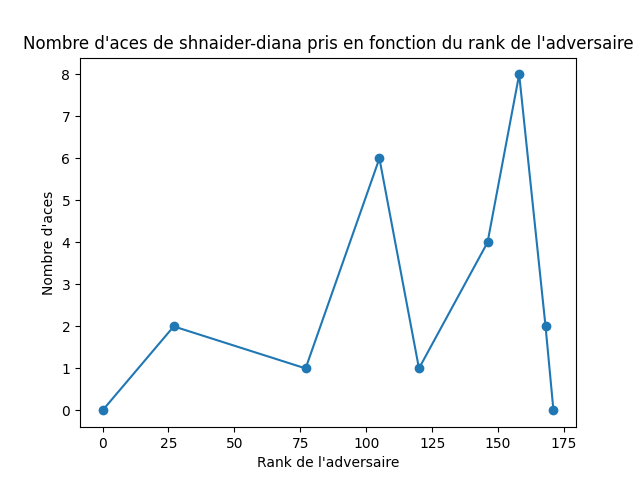 Nombre d'aces de shnaider-diana pris en fonction du rank de l'adversaire
8
7
6
5
4
3
2
1
0
Nombre d'aces
0 25 50 75 100 125 150 175
Rank de l'adversaire